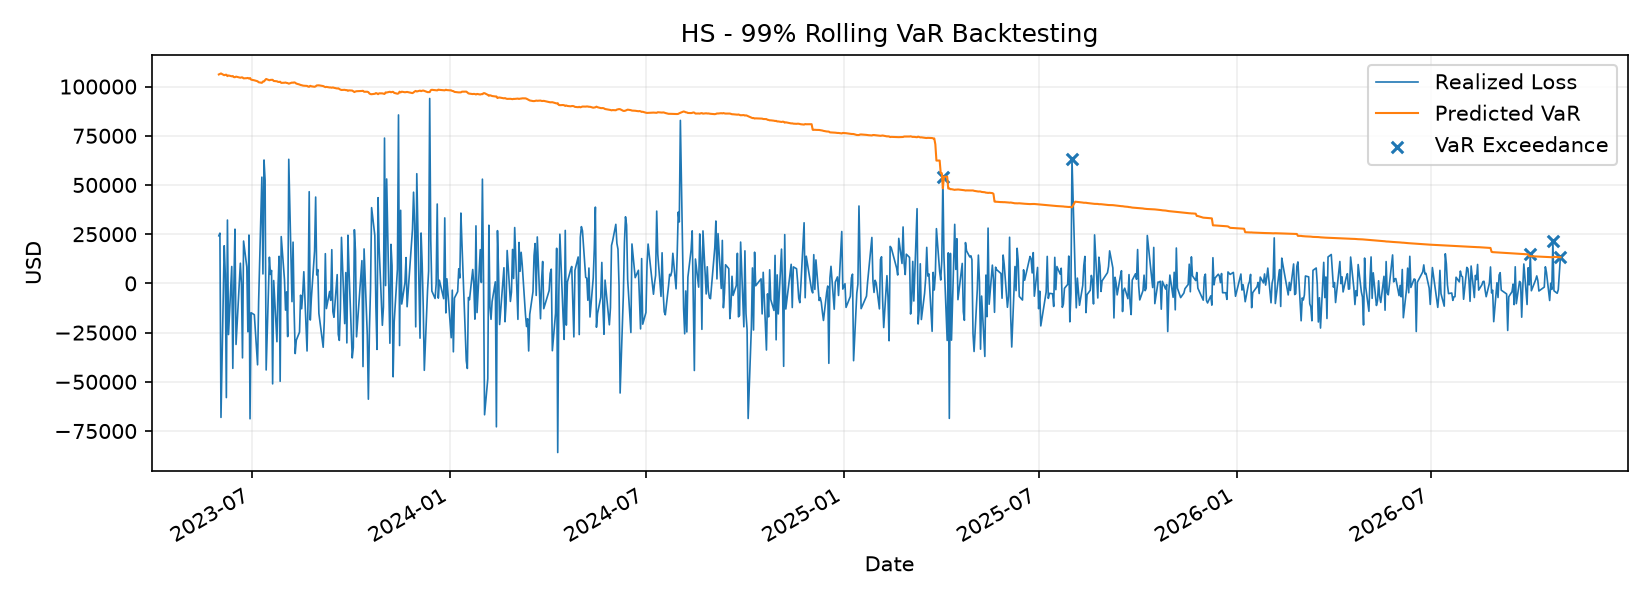 HS - 99% Rolling VaR Backtesting
Realized Loss
Predicted VaR
VaR Exceedance
100000
75000
50000
25000
0
−25000
−50000
−75000
USD
2023-07
2024-01
2024-07
2025-01
2025-07
2026-01
2026-07
Date